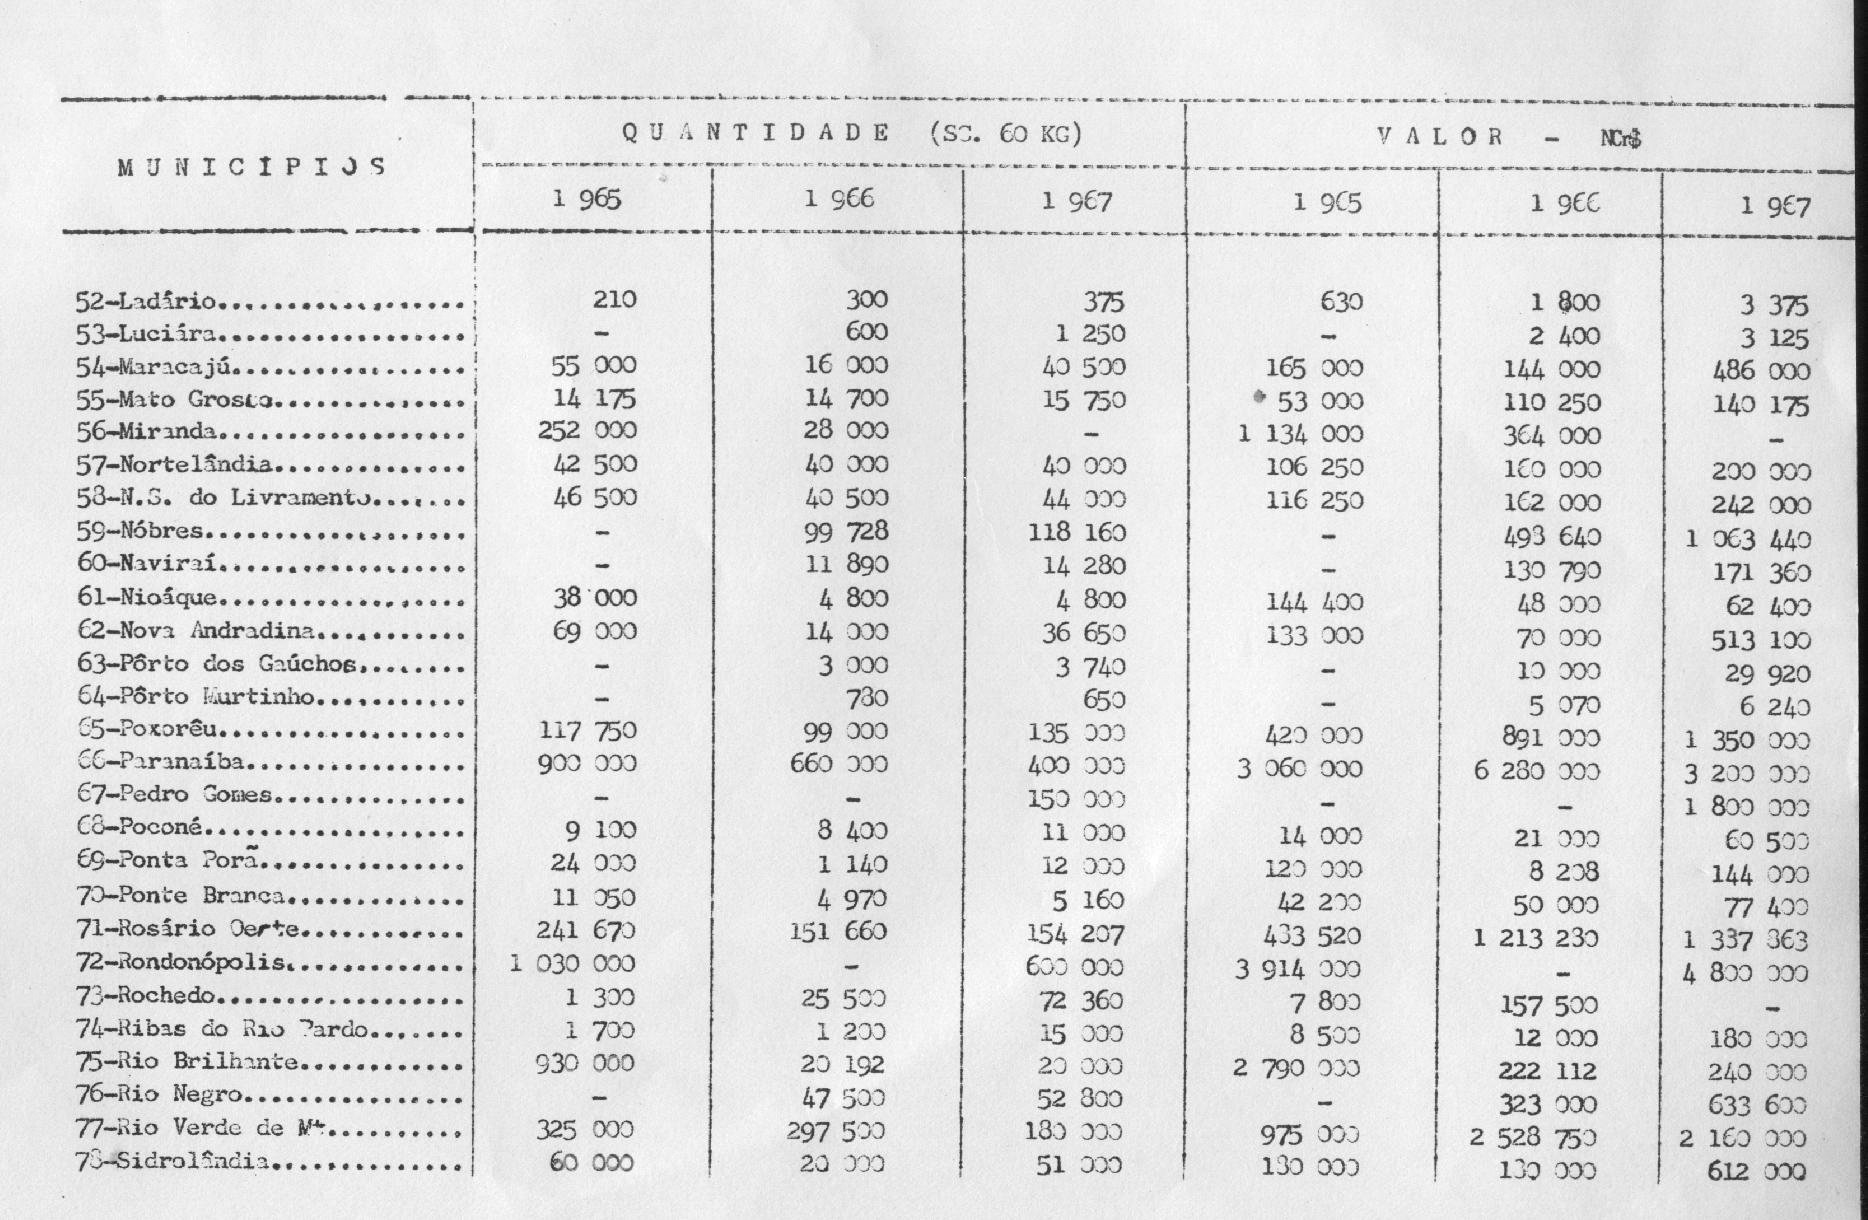 MUNICÍPIOS QUANTIDADE (SC. 60 KG) VALOR - NCr$
1 965 1 966 1 967 1 965 1 966 1 967
52-Ladário.................. 210 300 375 630 1 800 3 375
53-Luciára.................. - 600 1 250 - 2 400 3 125
54-Maracajú................. 55 000 16 000 40 500 165 000 144 000 486 000
55-Mato Grosso.............. 14 175 14 700 15 750 53 000 110 250 140 175
56-Miranda.................. 252 000 28 000 - 1 134 000 364 000 -
57-Nortelândia.............. 42 500 40 000 40 000 106 250 160 000 200 000
58-N.S. do Livramento....... 46 500 40 500 44 000 116 250 162 000 242 000
59-Nóbres................... - 99 728 118 160 - 498 640 1 063 440
60-Naviraí.................. - 11 890 14 280 - 130 790 171 360
61-Nioáque.................. 38 000 4 800 4 800 144 400 48 000 62 400
62-Nova Andradina........... 69 000 14 000 36 650 133 000 70 000 513 100
63-Pôrto dos Gaúchos........ - 3 000 3 740 - 10 000 29 920
64-Pôrto Murtinho........... - 780 650 - 5 070 6 240
65-Poxorêu.................. 117 750 99 000 135 000 420 000 891 000 1 350 000
66-Paranaíba................ 900 000 660 000 400 000 3 060 000 6 280 000 3 200 000
67-Pedro Gomes.............. - - 150 000 - - 1 800 000
68-Poconé................... 9 100 8 400 11 000 14 000 21 000 60 500
69-Ponta Porã............... 24 000 1 140 12 000 120 000 8 208 144 000
70-Ponte Branca............. 11 050 4 970 5 160 42 200 50 000 77 400
71-Rosário Oeste............ 241 670 151 660 154 207 433 520 1 213 280 1 387 863
72-Rondonópolis............. 1 030 000 - 600 000 3 914 000 - 4 800 000
73-Rochedo.................. 1 300 25 500 72 360 7 800 157 500 -
74-Ribas do Rio Pardo....... 1 700 1 200 15 000 8 500 12 000 180 000
75-Rio Brilhante............ 930 000 20 192 20 000 2 790 000 222 112 240 000
76-Rio Negro................ - 47 500 52 800 - 323 000 633 600
77-Rio Verde de Mt.......... 325 000 297 500 180 000 975 000 2 528 750 2 160 000
78-Sidrolândia.............. 60 000 20 000 51 000 180 000 180 000 612 000